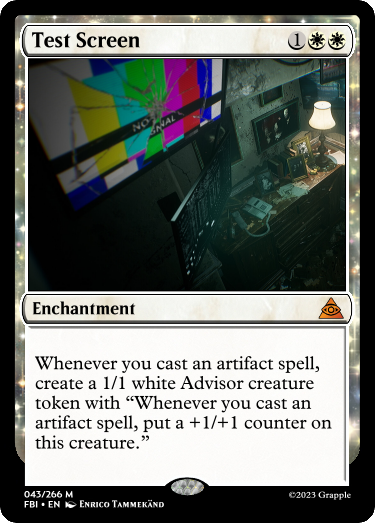 Test Screen 1
NO
SIGNAL
Enchantment
Whenever you cast an artifact spell,
create a 1/1 white Advisor creature
token with “Whenever you cast an
artifact spell, put a +1/+1 counter on
this creature.”
043/266 M
FBI • EN Enrico Tammekänd
©2023 Grapple